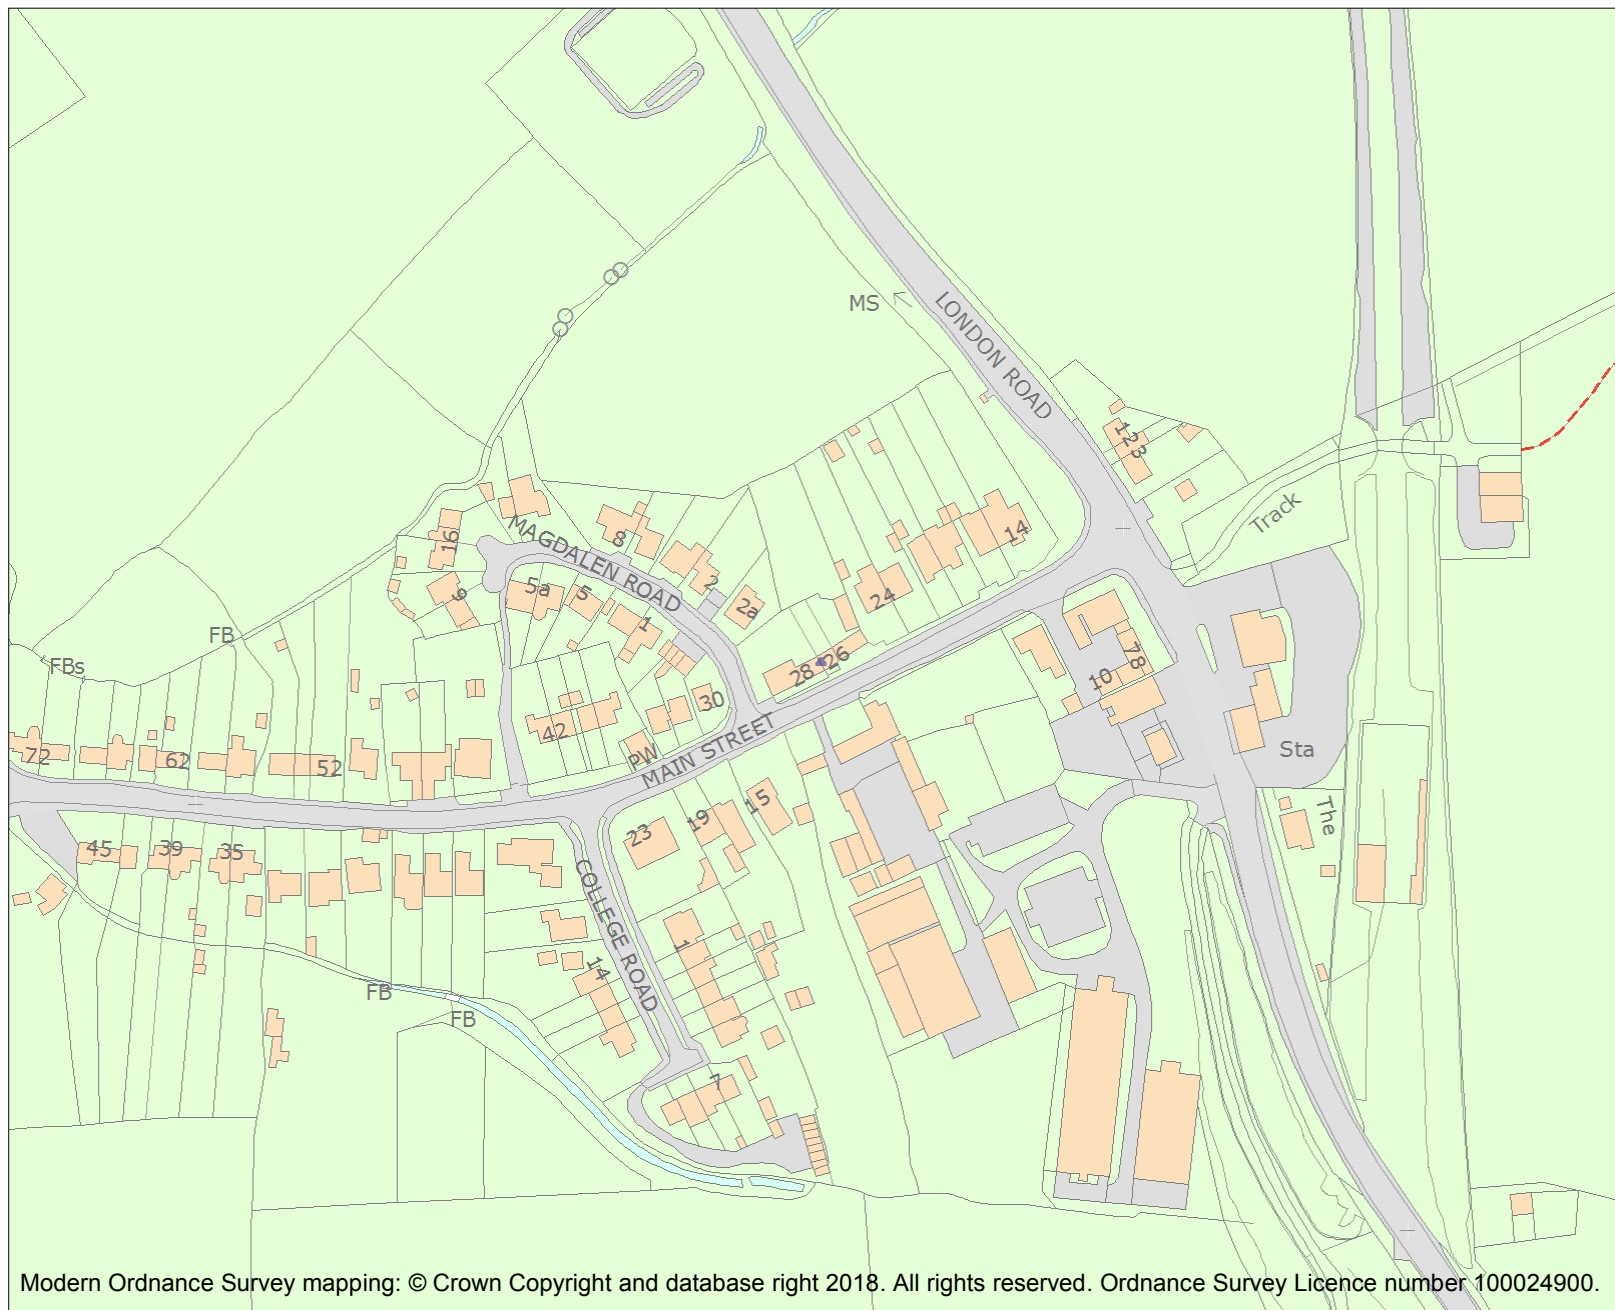 MS
LONDON ROAD
123
Track
16
MAGDALEN ROAD
8
14
5a
5
2
2a
9
1
24
FB
FBs
28
26
78
10
30
42
PW
MAIN STREET
72
62
52
Sta
The
15
19
23
45
39
35
COLLEGE ROAD
1
14
FB
FB
7
Modern Ordnance Survey mapping: © Crown Copyright and database right 2018. All rights reserved. Ordnance Survey Licence number 100024900.